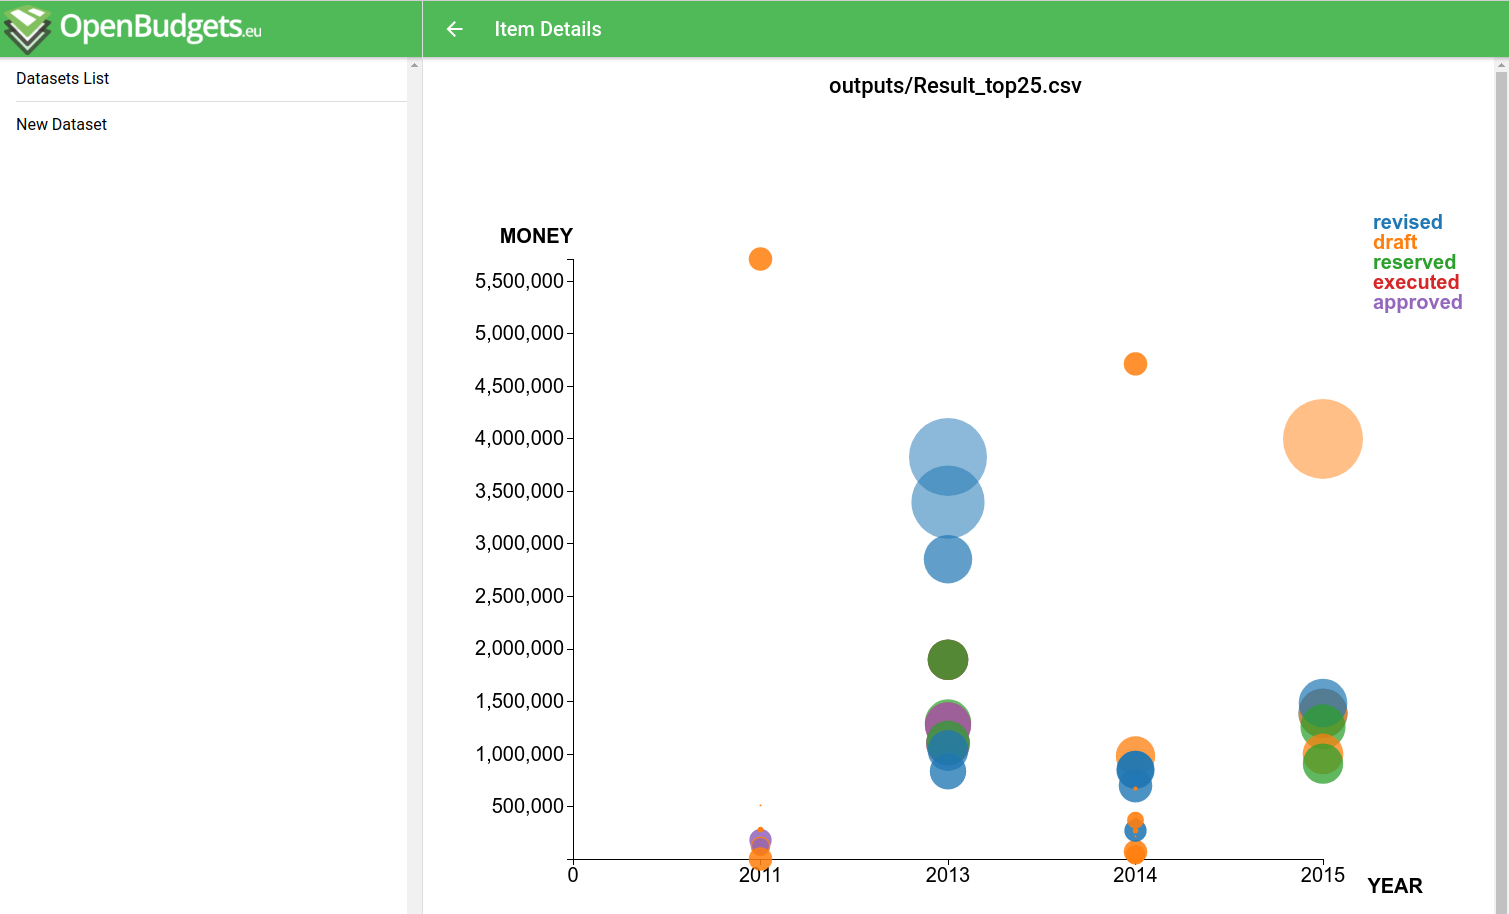 OpenBudgets.eu
Item Details
Datasets List
New Dataset
outputs/Result_top25.csv
MONEY
revised
draft
reserved
executed
approved
5,500,000
5,000,000
4,500,000
4,000,000
3,500,000
3,000,000
2,500,000
2,000,000
1,500,000
1,000,000
500,000
0 2011 2013 2014 2015
YEAR